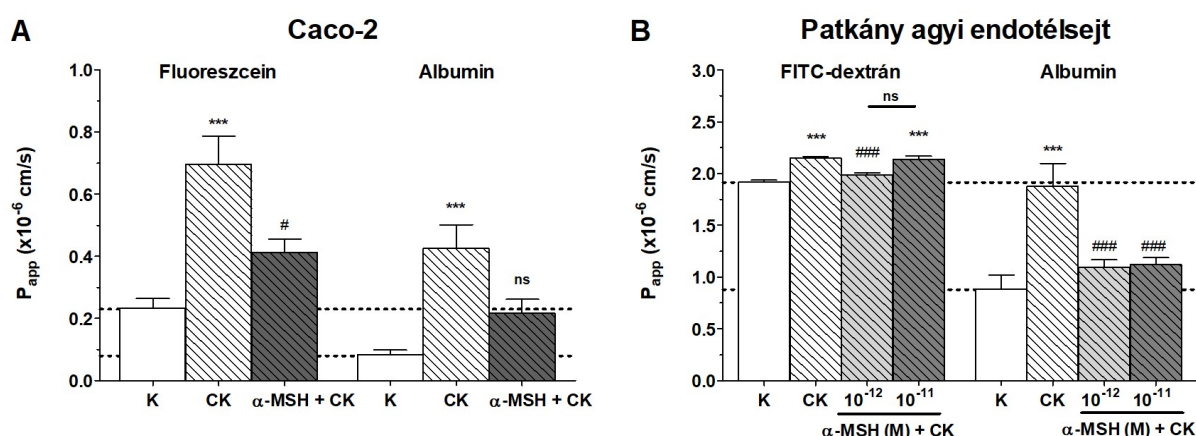 A
Caco-2
Fluoreszcein
Albumin
1.0
0.8
0.6
0.4
0.2
0.0
Papp (x10⁻⁶ cm/s)
***
#
***
ns
K
CK
α-MSH + CK
K
CK
α-MSH + CK
B
Patkány agyi endotélsejt
FITC-dextrán
Albumin
3.0
2.5
2.0
1.5
1.0
0.5
0.0
Papp (x10⁻⁶ cm/s)
ns
***
###
***
***
###
###
K
CK
10⁻¹²
10⁻¹¹
K
CK
10⁻¹²
10⁻¹¹
α-MSH (M) + CK
α-MSH (M) + CK